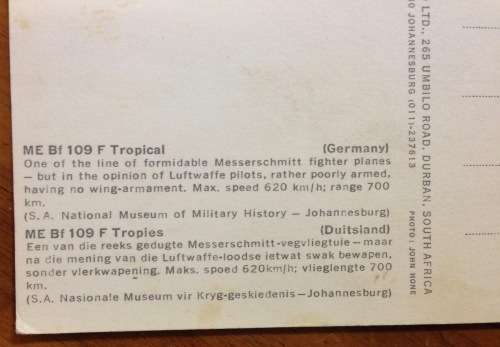 ME Bf 109 F Tropical (Germany)
One of the line of formidable Messerschmitt fighter planes
— but in the opinion of Luftwaffe pilots, rather poorly armed,
having no wing-armament. Max. speed 620 km/h; range 700
km.
(S.A. National Museum of Military History — Johannesburg)
ME Bf 109 F Tropies (Duitsland)
Een van die reeks gedugte Messerschmitt-vegvliegtuie — maar
na die mening van die Luftwaffe-loodse ietwat swak bewapen,
sonder vlerkwapening. Maks. spoed 620km/h; vlieglengte 700
km.
(S.A. Nasionale Museum vir Kryg-geskiedenis — Johannesburg)
LTD., 265 UMBILO ROAD, DURBAN, SOUTH AFRICA
JOHANNESBURG (011)-237613
PHOTO: JOHN HONE